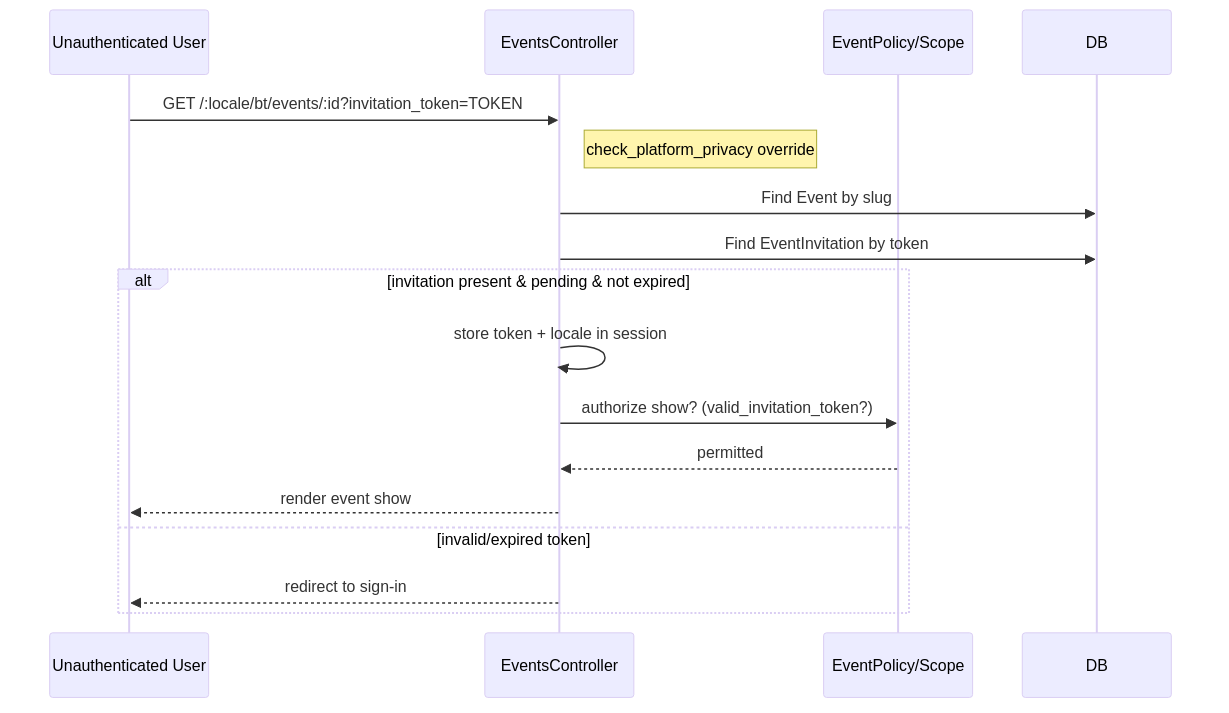 Unauthenticated User
EventsController
EventPolicy/Scope
DB
GET /:locale/bt/events/:id?invitation_token=TOKEN
check_platform_privacy override
Find Event by slug
Find EventInvitation by token
alt
[invitation present & pending & not expired]
store token + locale in session
authorize show? (valid_invitation_token?)
permitted
render event show
[invalid/expired token]
redirect to sign-in
Unauthenticated User
EventsController
EventPolicy/Scope
DB